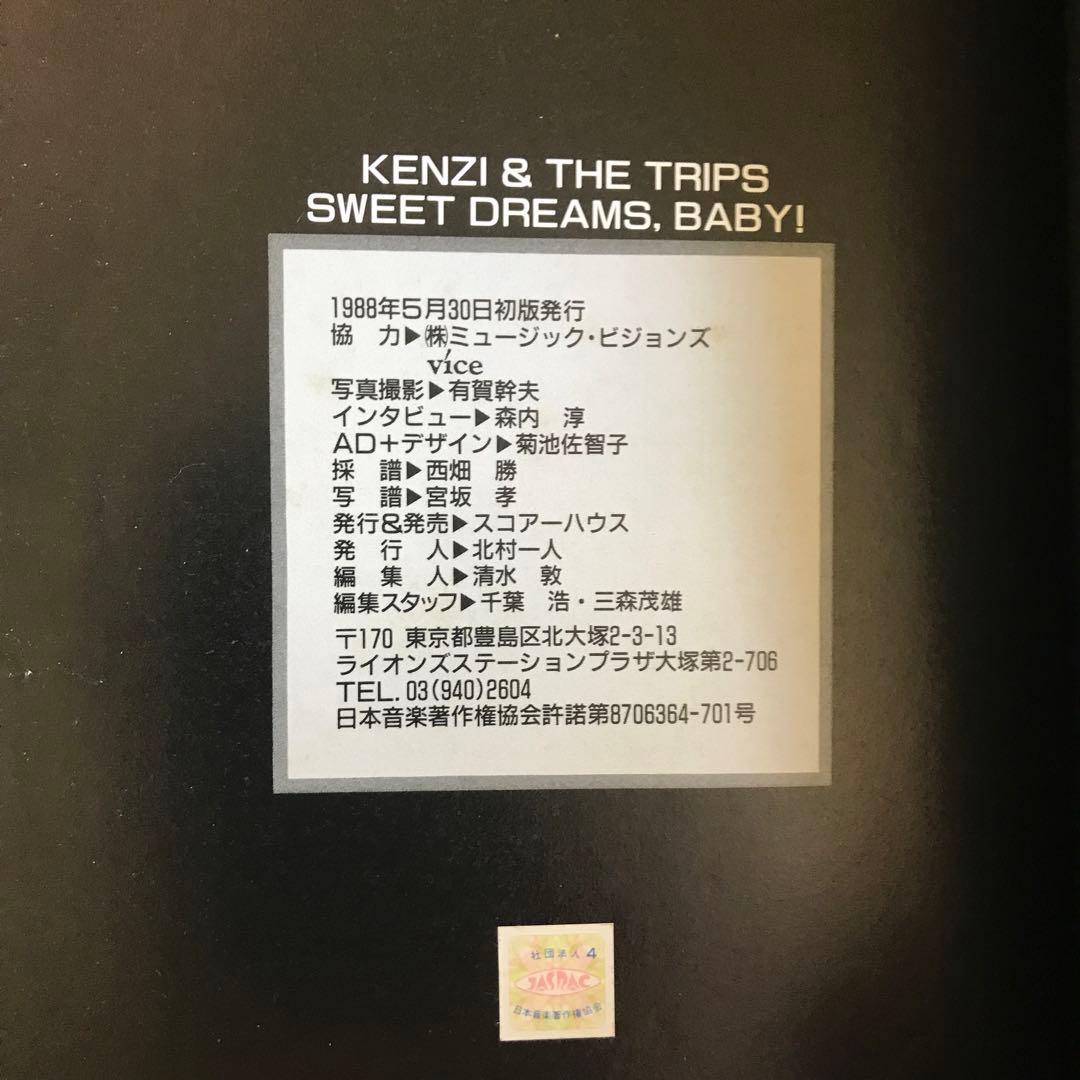 KENZI & THE TRIPS
SWEET DREAMS, BABY!
1988年5月30日初版発行
協　力▶㈱ミュージック・ビジョンズ
vice
写真撮影▶有賀幹夫
インタビュー▶森内　淳
AD+デザイン▶菊池佐智子
採　譜▶西畑　勝
写　譜▶宮坂　孝
発行&発売▶スコアーハウス
発　行　人▶北村一人
編　集　人▶清水　敦
編集スタッフ▶千葉　浩・三森茂雄
〒170 東京都豊島区北大塚2-3-13
ライオンズステーションプラザ大塚第2-706
TEL. 03(940)2604
日本音楽著作権協会許諾第8706364-701号
社団法人 4
JASRAC
日本音楽著作権協会